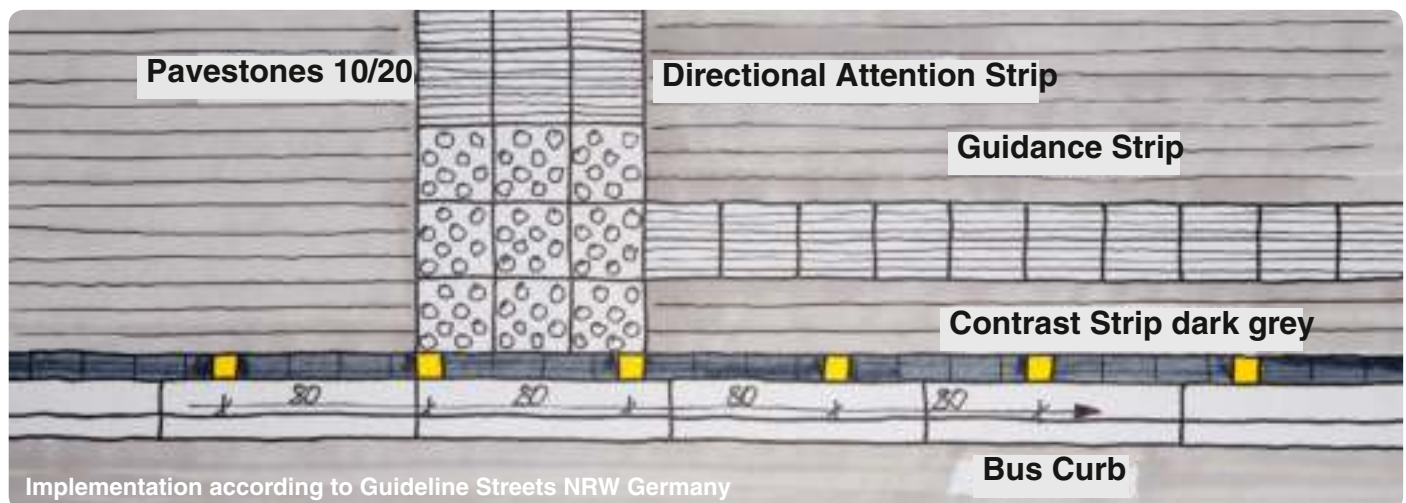 Pavestones 10/20
Directional Attention Strip
Guidance Strip
Contrast Strip dark grey
80
80
80
80
Bus Curb
Implementation according to Guideline Streets NRW Germany